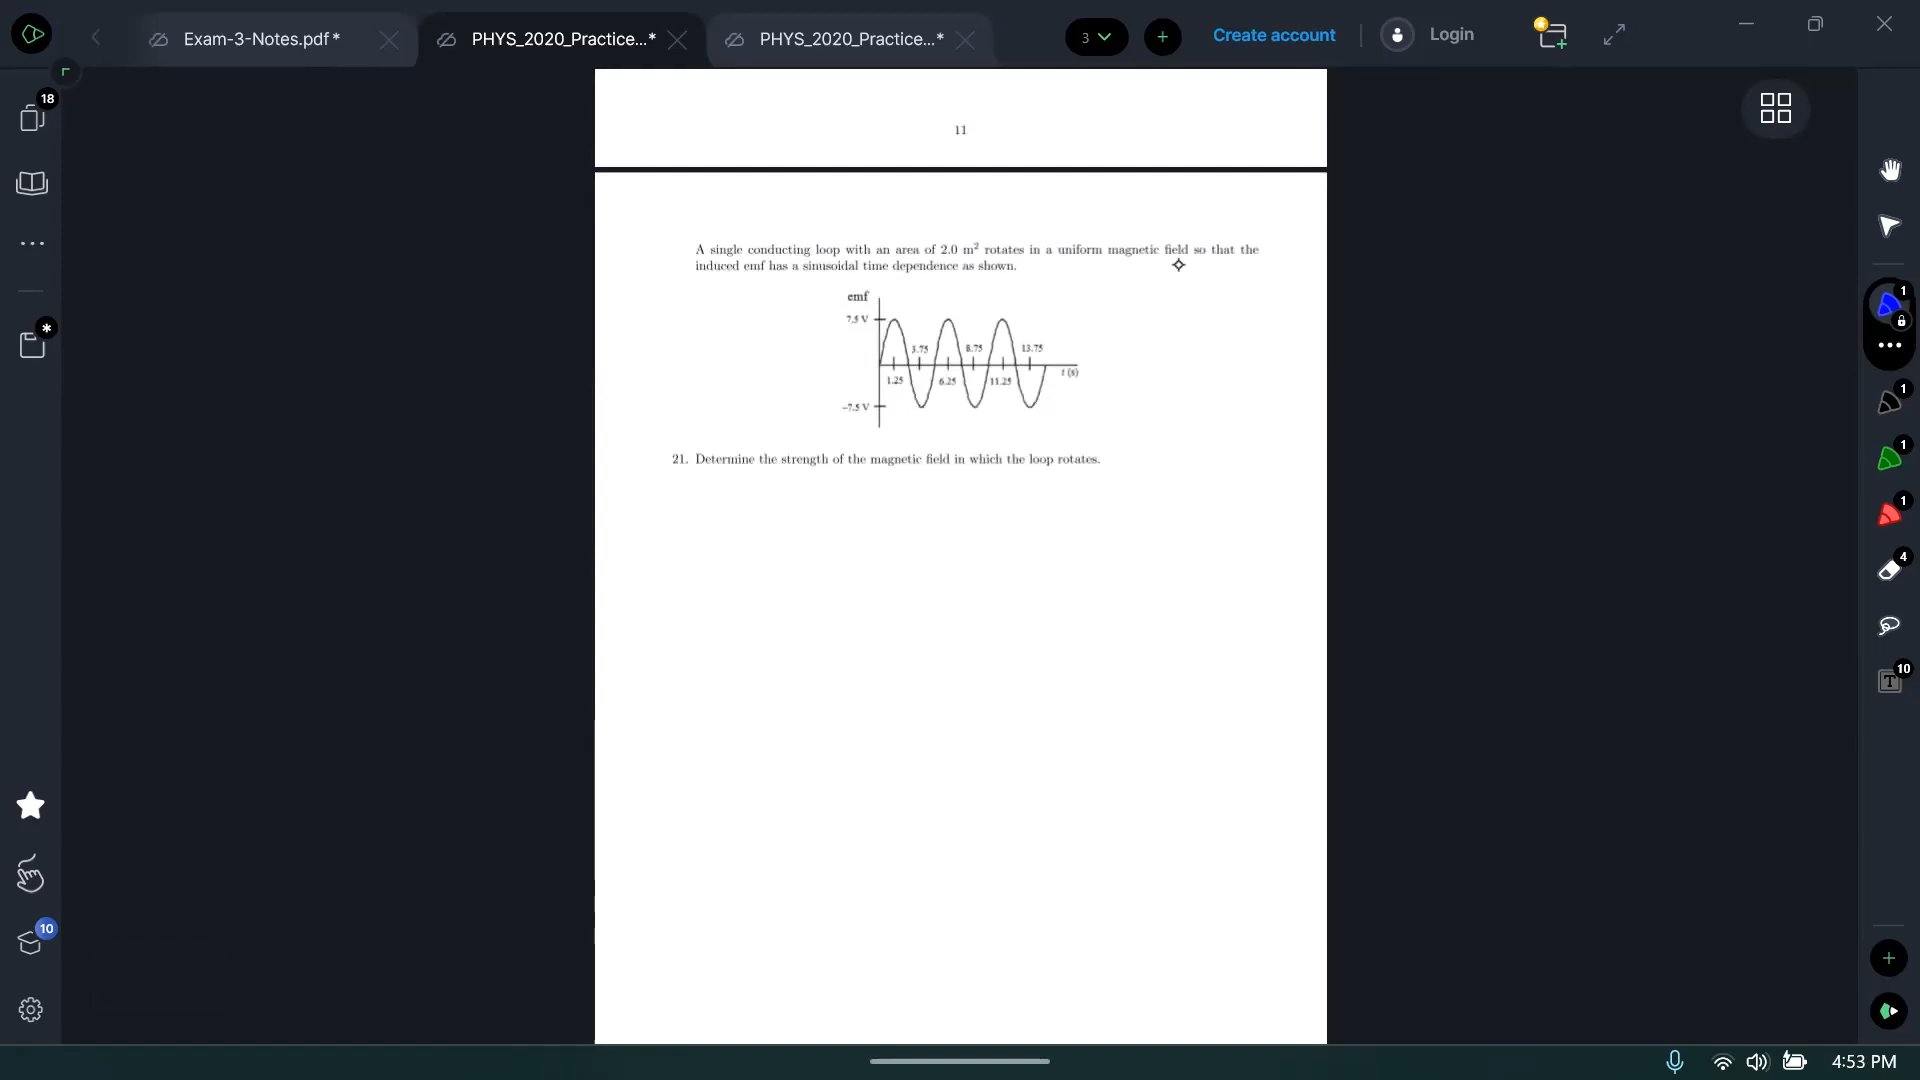 Exam-3-Notes.pdf *
PHYS_2020_Practice...*
PHYS_2020_Practice...*
3
Create account
Login
18
11
A single conducting loop with an area of 2.0 m² rotates in a uniform magnetic field so that the
induced emf has a sinusoidal time dependence as shown.
emf
7.5 V
3.75
8.75
13.75
t (s)
1.25
6.25
11.25
−7.5 V
21. Determine the strength of the magnetic field in which the loop rotates.
1
1
1
1
4
T
10
10
4:53 PM